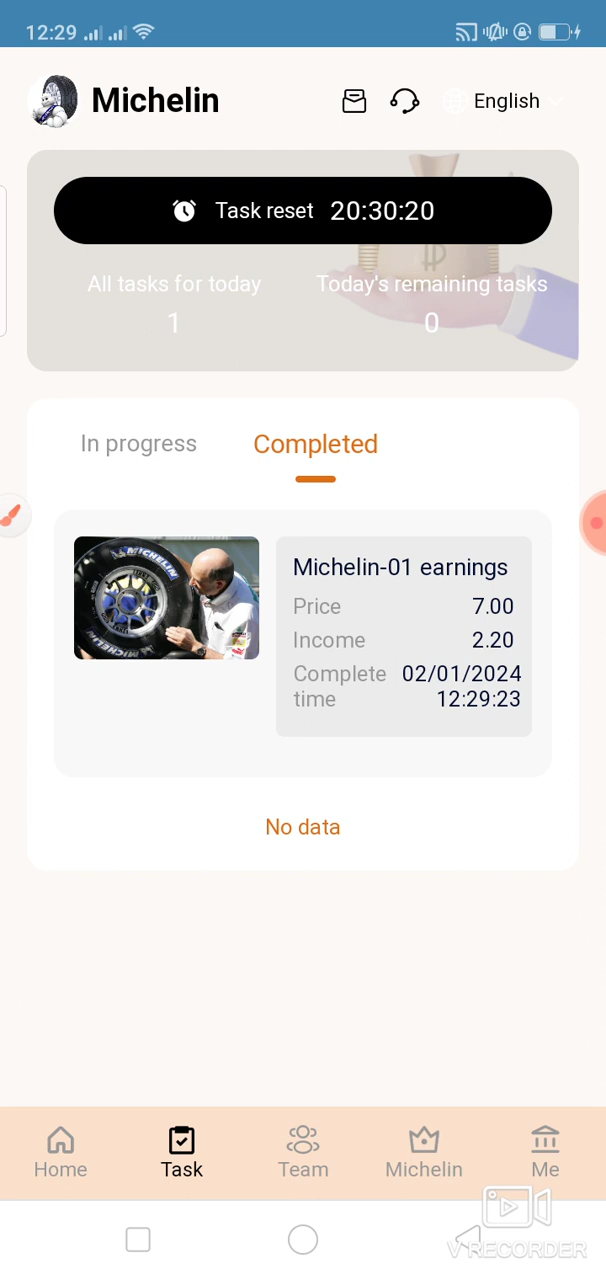 12:29
Michelin
English
Task reset 20:30:20
All tasks for today
Today's remaining tasks
1
0
In progress
Completed
MICHELIN
MICHELIN
Michelin-01 earnings
Price 7.00
Income 2.20
Complete time 02/01/2024
12:29:23
No data
Home
Task
Team
Michelin
Me
V RECORDER